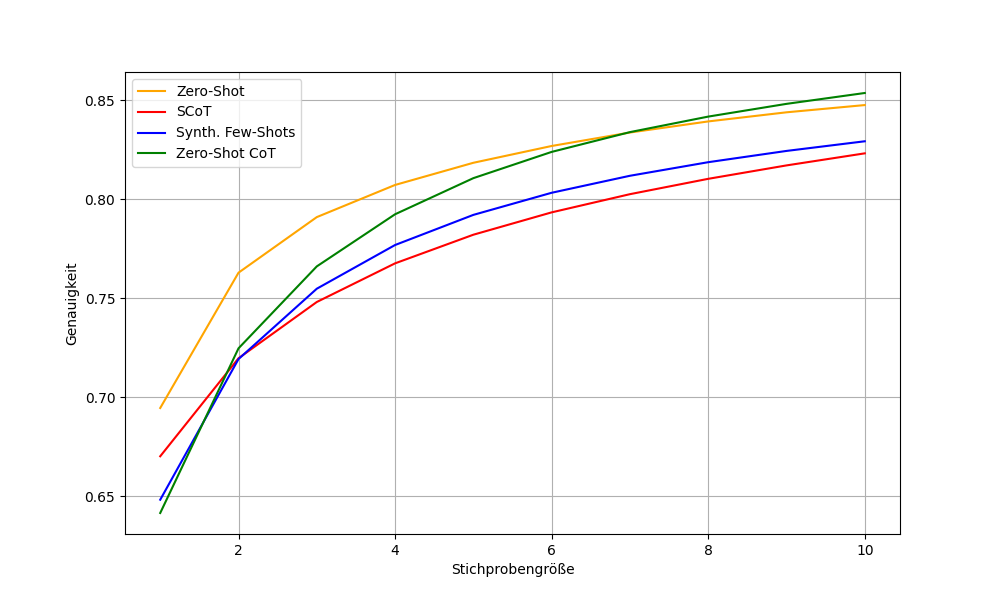 Zero-Shot
SCoT
Synth. Few-Shots
Zero-Shot CoT
0.85
0.80
0.75
0.70
0.65
Genauigkeit
2 4 6 8 10
Stichprobengröße